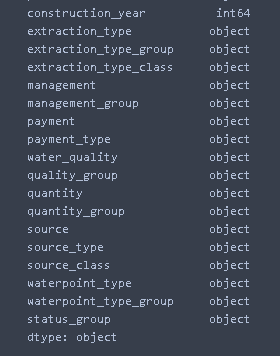 construction_year int64
extraction_type object
extraction_type_group object
extraction_type_class object
management object
management_group object
payment object
payment_type object
water_quality object
quality_group object
quantity object
quantity_group object
source object
source_type object
source_class object
waterpoint_type object
waterpoint_type_group object
status_group object
dtype: object